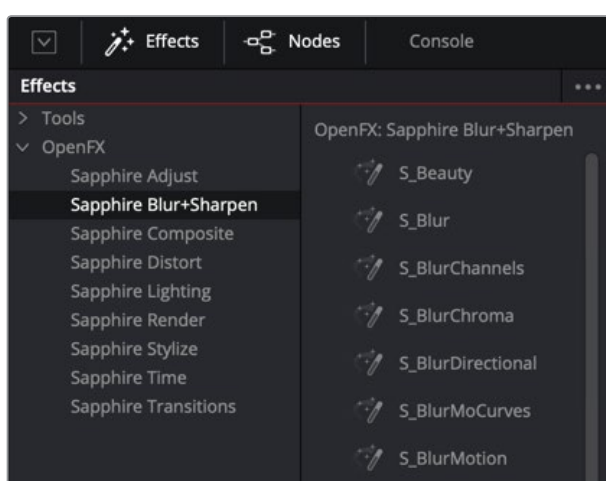 Effects Nodes Console
Effects
Tools
OpenFX
Sapphire Adjust
Sapphire Blur+Sharpen
Sapphire Composite
Sapphire Distort
Sapphire Lighting
Sapphire Render
Sapphire Stylize
Sapphire Time
Sapphire Transitions
OpenFX: Sapphire Blur+Sharpen
S_Beauty
S_Blur
S_BlurChannels
S_BlurChroma
S_BlurDirectional
S_BlurMoCurves
S_BlurMotion